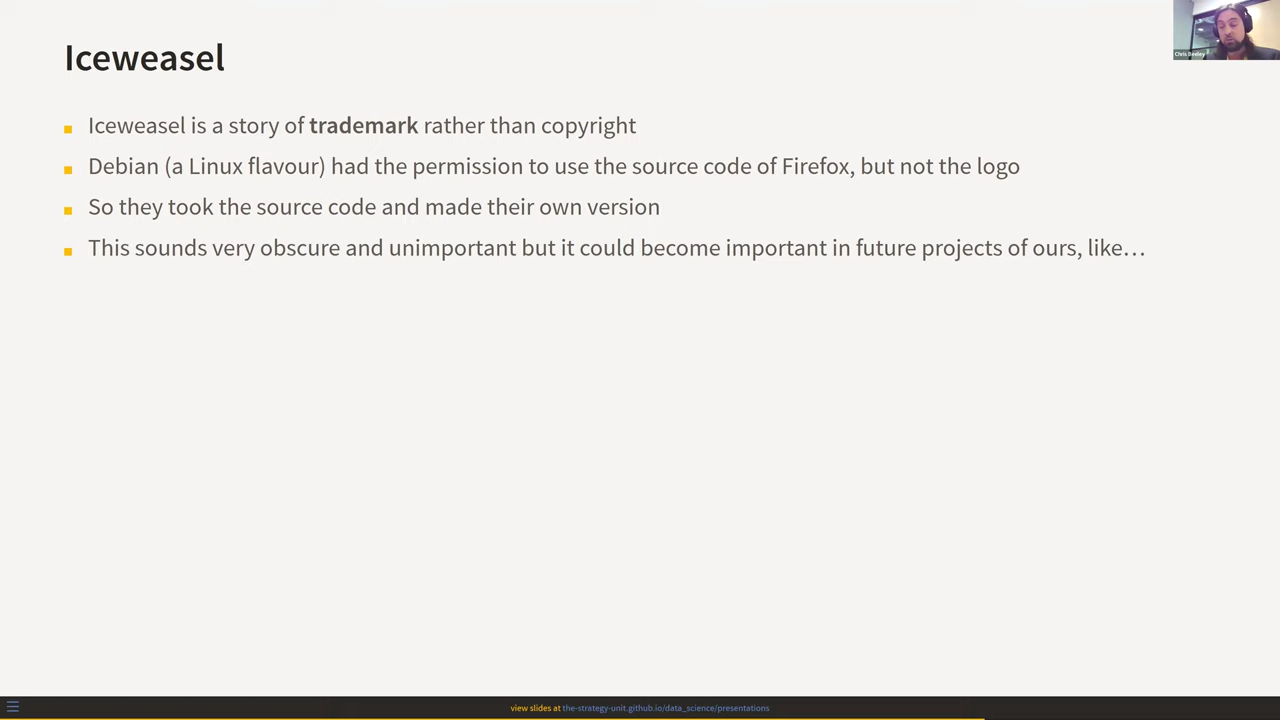 Iceweasel
Chris Beeley
Iceweasel is a story of trademark rather than copyright
Debian (a Linux flavour) had the permission to use the source code of Firefox, but not the logo
So they took the source code and made their own version
This sounds very obscure and unimportant but it could become important in future projects of ours, like…
view slides at the-strategy-unit.github.io/data_science/presentations